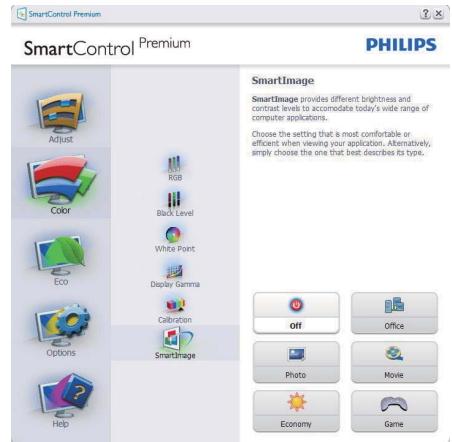 SmartControl Premium
SmartControl Premium
PHILIPS
Adjust
Color
Eco
Options
Help
RGB
Black Level
White Point
Display Gamma
Calibration
SmartImage
SmartImage
SmartImage provides different brightness and
contrast levels to accomodate today's wide range of
computer applications.
Choose the setting that is most comfortable or
efficient when viewing your application. Alternatively,
simply choose the one that best describes its type.
Off
Office
Photo
Movie
Economy
Game